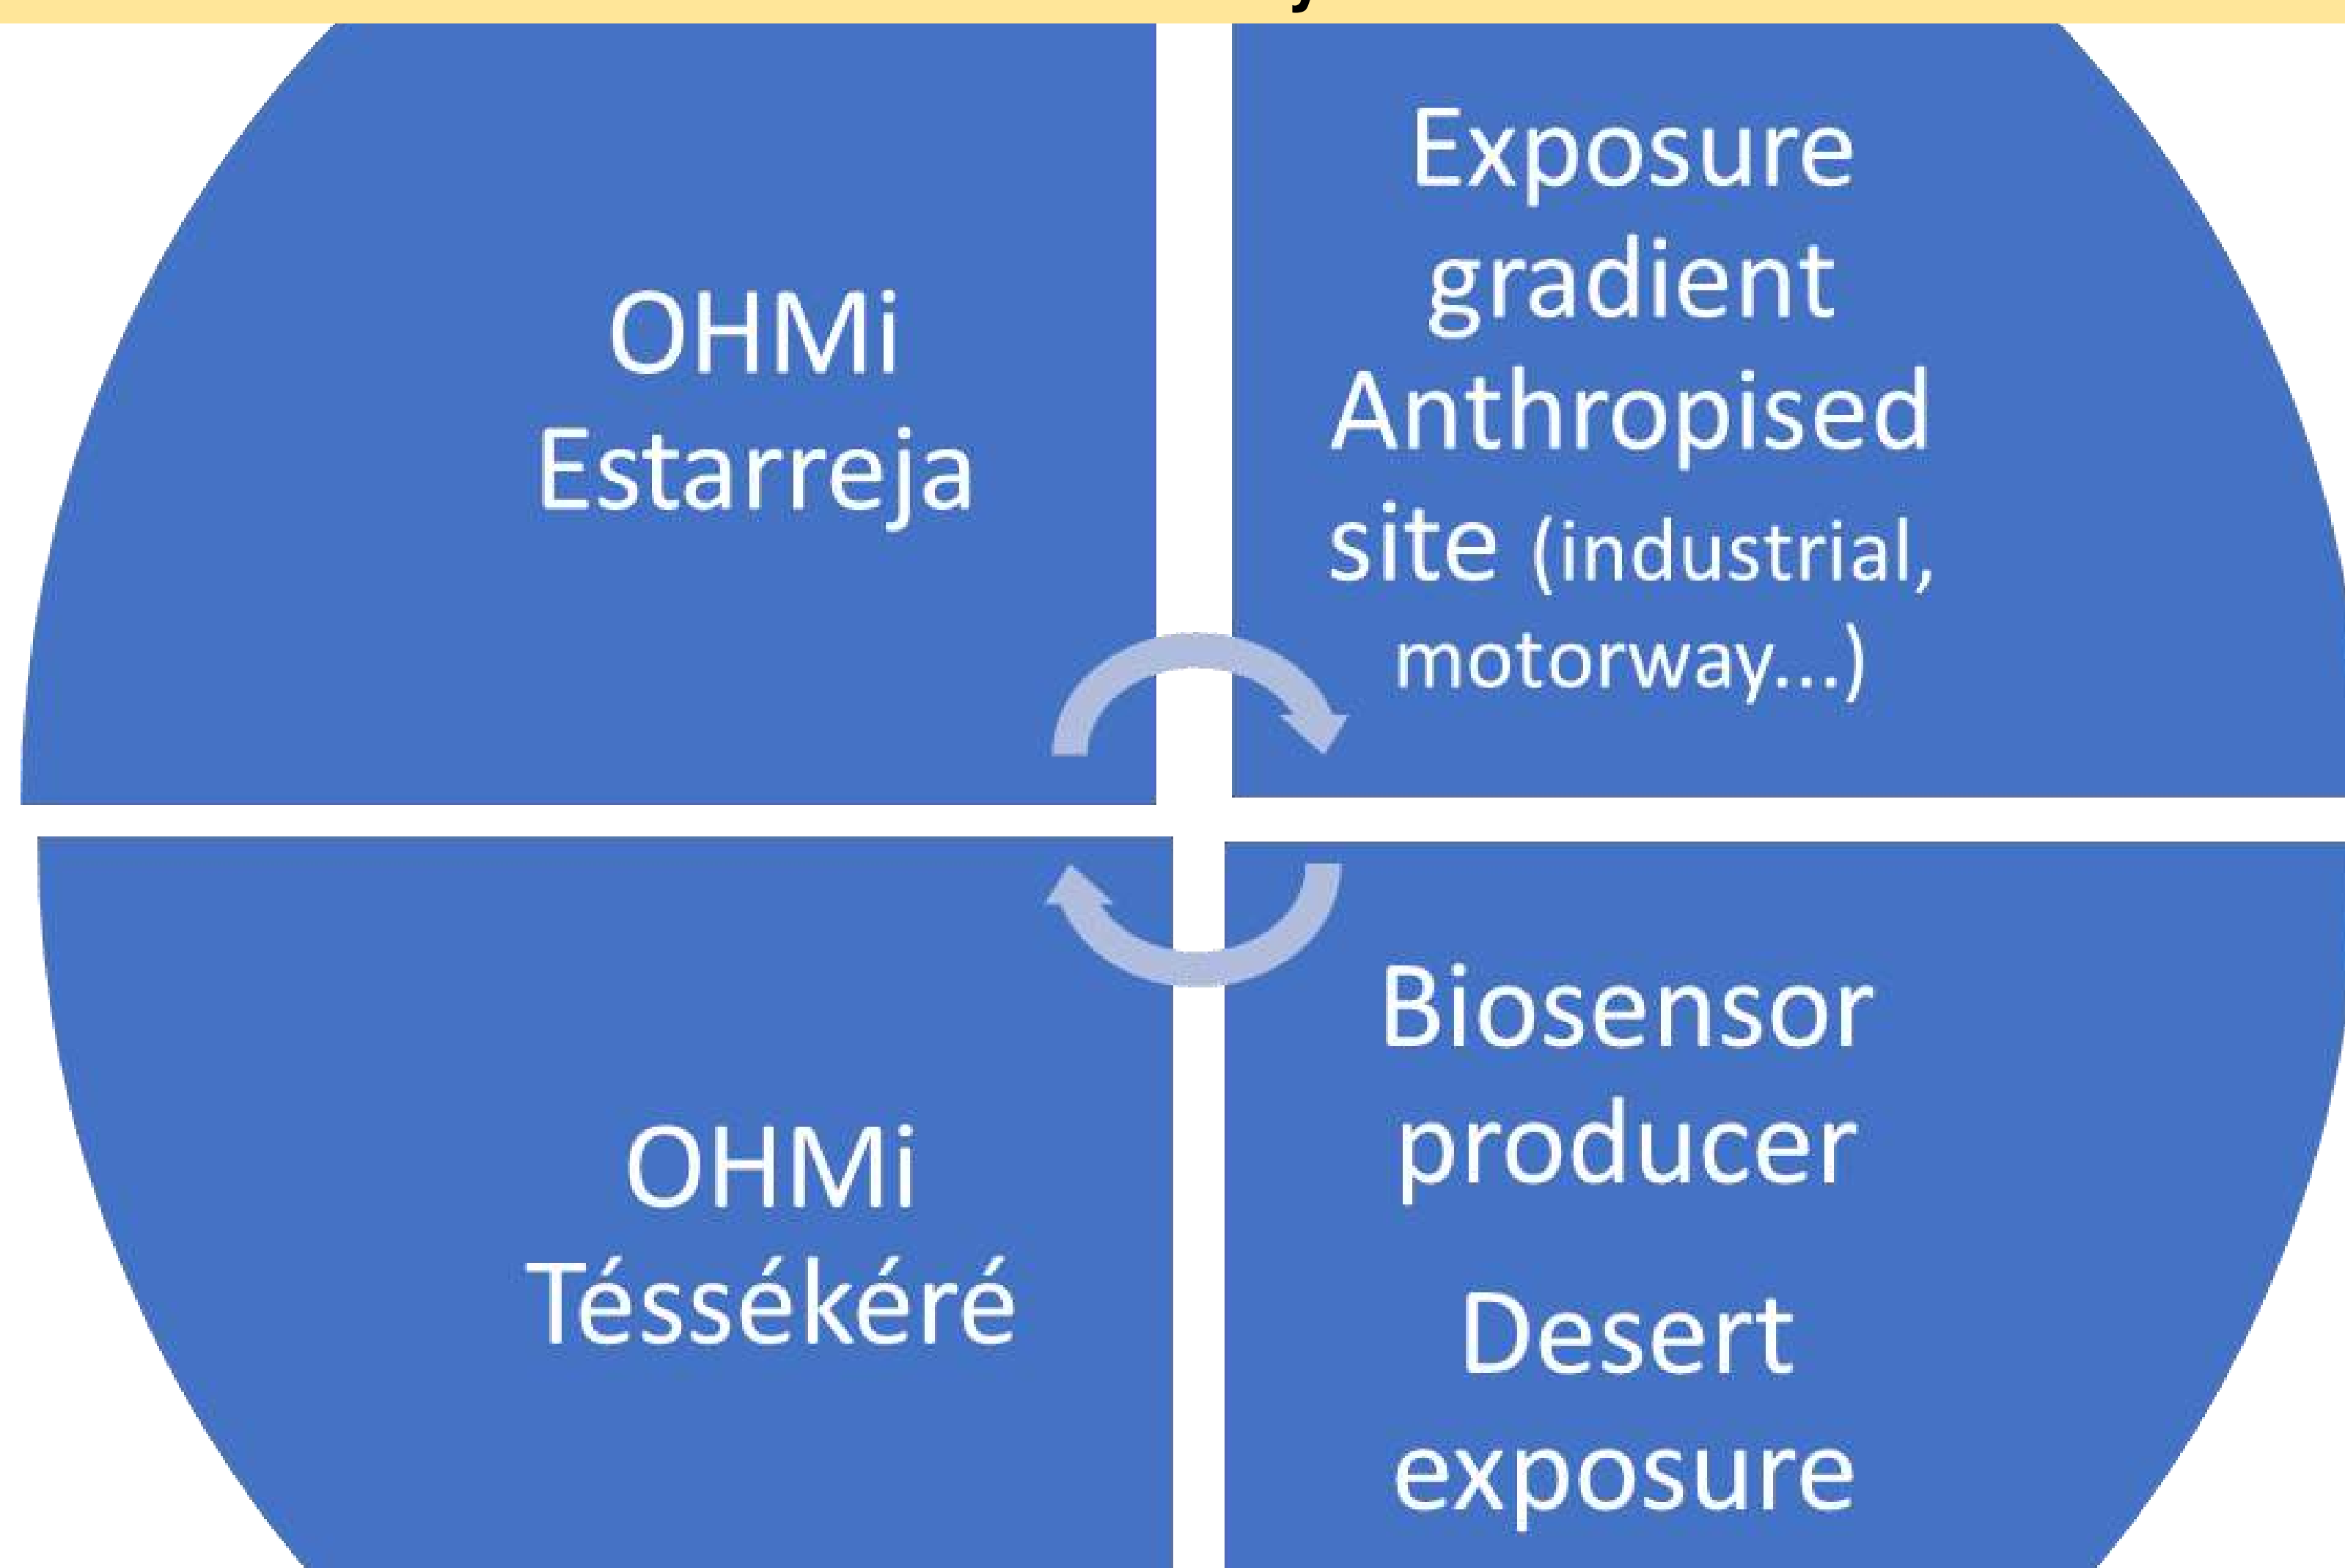 OHMi
Estarreja
Exposure
gradient
Anthropised
site (industrial,
motorway...)
OHMi
Téssékéré
Biosensor
producer
Desert
exposure